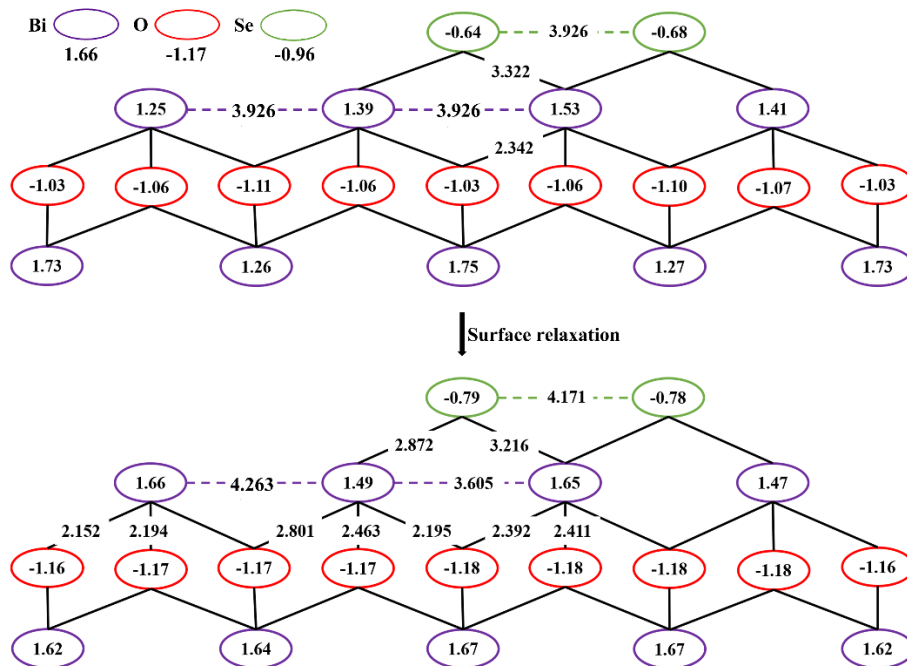 Bi O Se
1.66 -1.17 -0.96
-0.64 3.926 -0.68
3.322
1.25 3.926 1.39 3.926 1.53 1.41
2.342
-1.03 -1.06 -1.11 -1.06 -1.03 -1.06 -1.10 -1.07 -1.03
1.73 1.26 1.75 1.27 1.73
Surface relaxation
-0.79 4.171 -0.78
2.872 3.216
1.66 4.263 1.49 3.605 1.65 1.47
2.152 2.194 2.801 2.463 2.195 2.392 2.411
-1.16 -1.17 -1.17 -1.17 -1.18 -1.18 -1.18 -1.18 -1.16
1.62 1.64 1.67 1.67 1.62